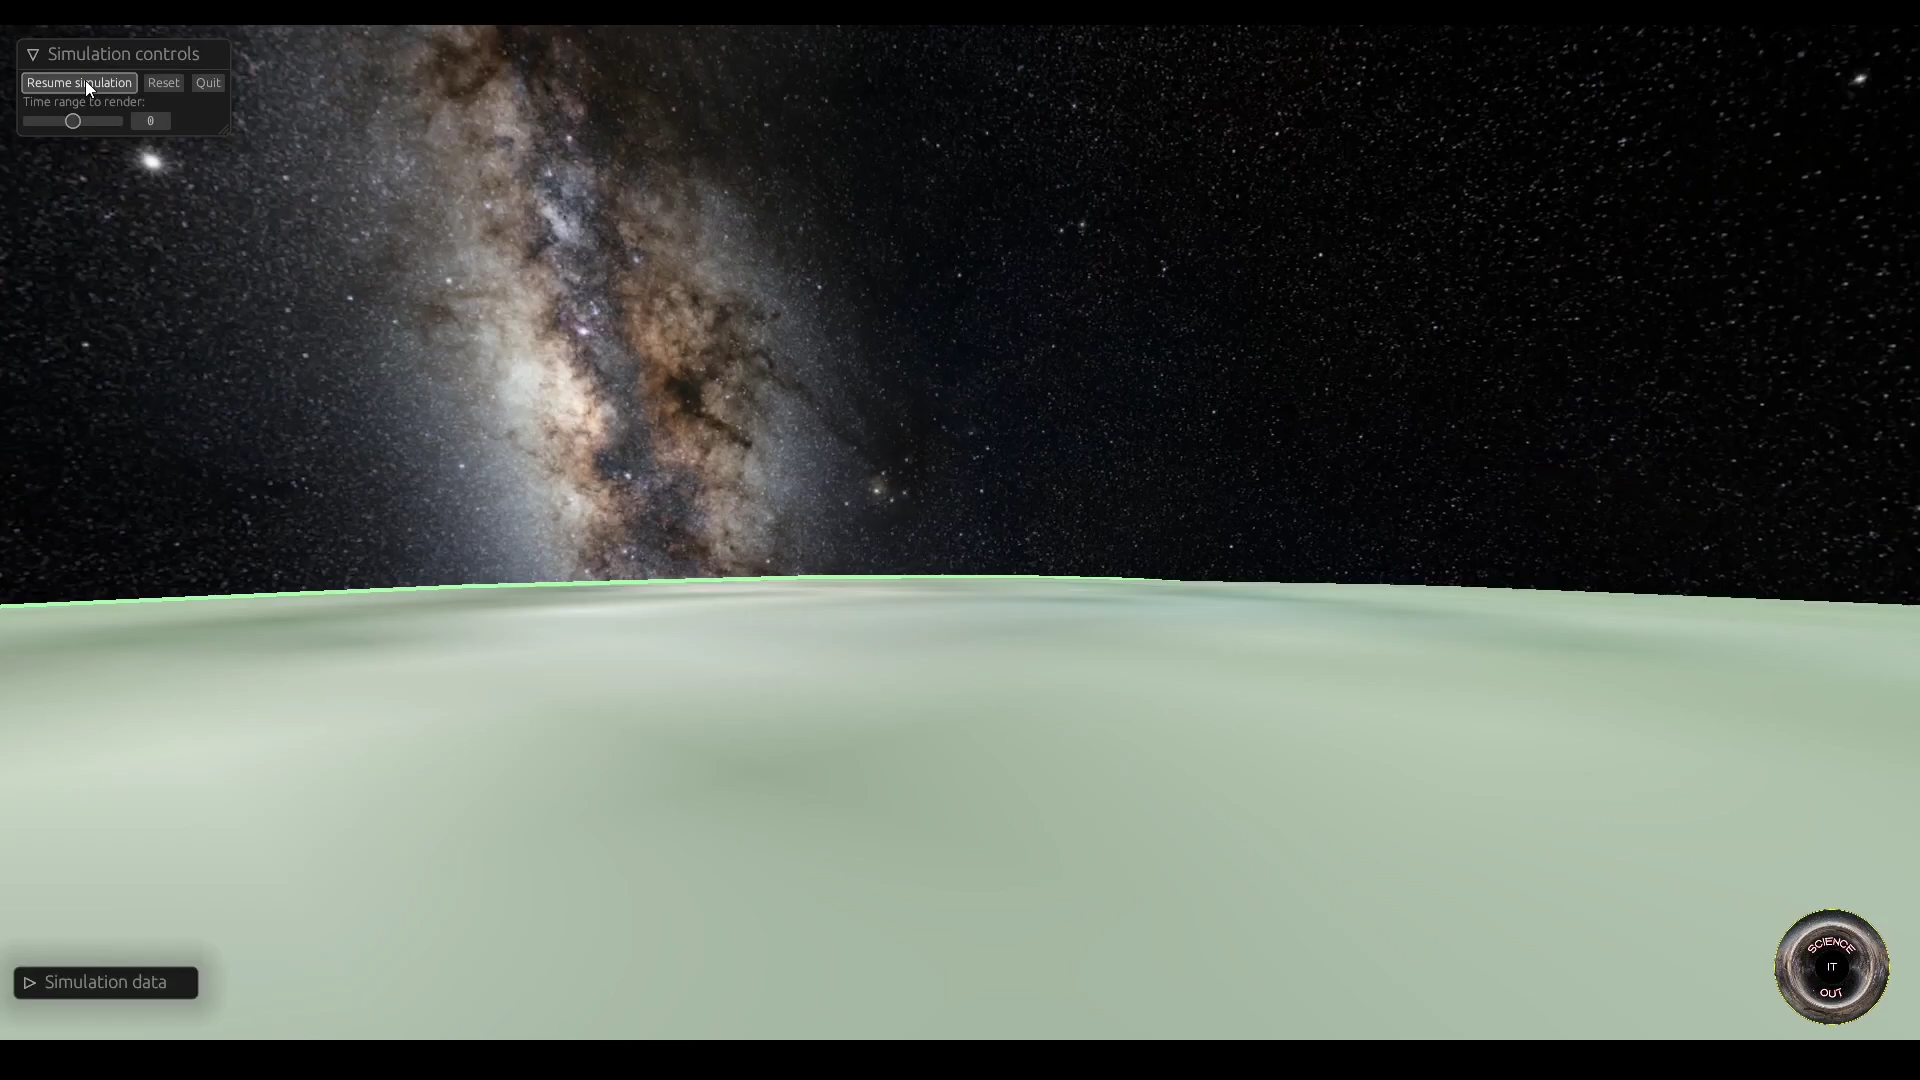 Simulation controls
Resume simulation Reset Quit
Time range to render:
0
Simulation data
SCIENCE
IT
OUT